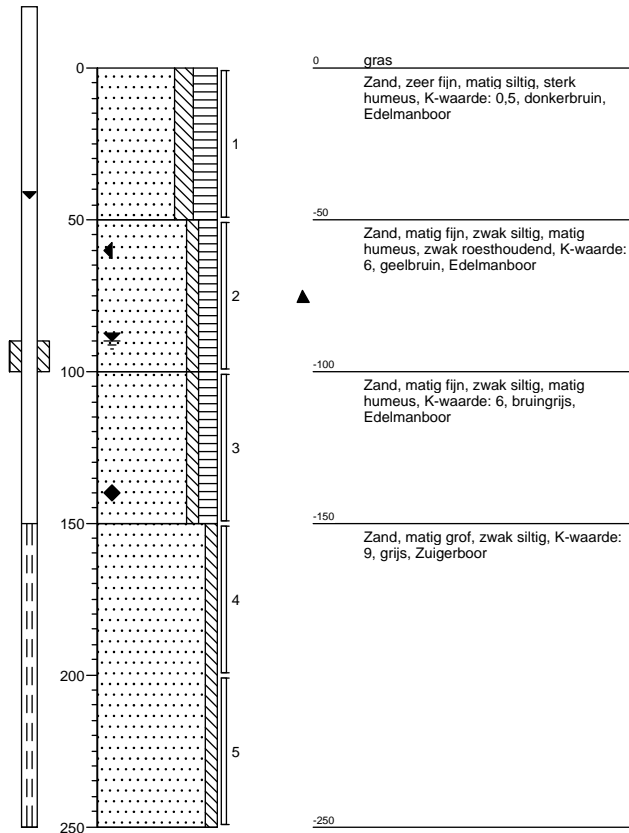 0
50
100
150
200
250
1
2
3
4
5
0 gras
Zand, zeer fijn, matig siltig, sterk
humeus, K-waarde: 0,5, donkerbruin,
Edelmanboor
-50
Zand, matig fijn, zwak siltig, matig
humeus, zwak roesthoudend, K-waarde:
6, geelbruin, Edelmanboor
-100
Zand, matig fijn, zwak siltig, matig
humeus, K-waarde: 6, bruingrijs,
Edelmanboor
-150
Zand, matig grof, zwak siltig, K-waarde:
9, grijs, Zuigerboor
-250